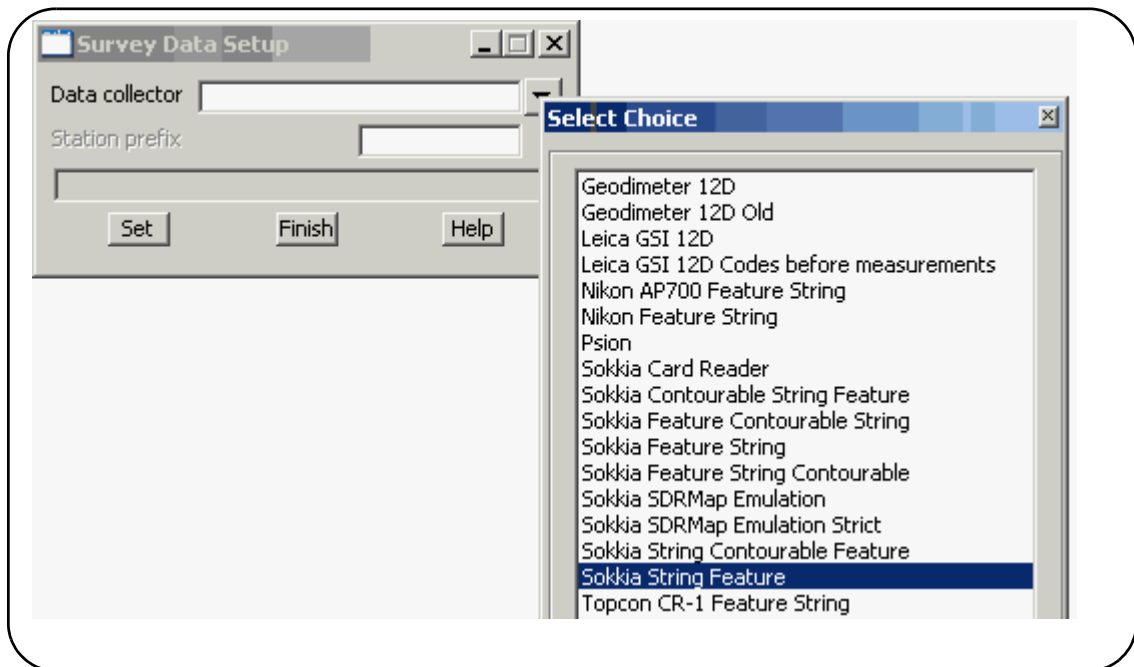 Survey Data Setup
Data collector
Station prefix
Set Finish Help
Select Choice
Geodimeter 12D
Geodimeter 12D Old
Leica GSI 12D
Leica GSI 12D Codes before measurements
Nikon AP700 Feature String
Nikon Feature String
Psion
Sokkia Card Reader
Sokkia Contourable String Feature
Sokkia Feature Contourable String
Sokkia Feature String
Sokkia Feature String Contourable
Sokkia SDRMap Emulation
Sokkia SDRMap Emulation Strict
Sokkia String Contourable Feature
Sokkia String Feature
Topcon CR-1 Feature String